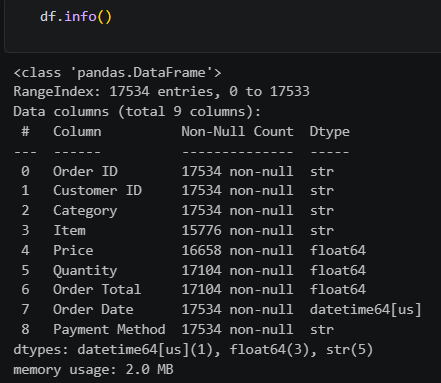 df.info()
<class 'pandas.DataFrame'>
RangeIndex: 17534 entries, 0 to 17533
Data columns (total 9 columns):
 #   Column          Non-Null Count  Dtype
---  ------          --------------  -----
 0   Order ID        17534 non-null  str
 1   Customer ID     17534 non-null  str
 2   Category        17534 non-null  str
 3   Item            15776 non-null  str
 4   Price           16658 non-null  float64
 5   Quantity        17104 non-null  float64
 6   Order Total     17104 non-null  float64
 7   Order Date      17534 non-null  datetime64[us]
 8   Payment Method  17534 non-null  str
dtypes: datetime64[us](1), float64(3), str(5)
memory usage: 2.0 MB